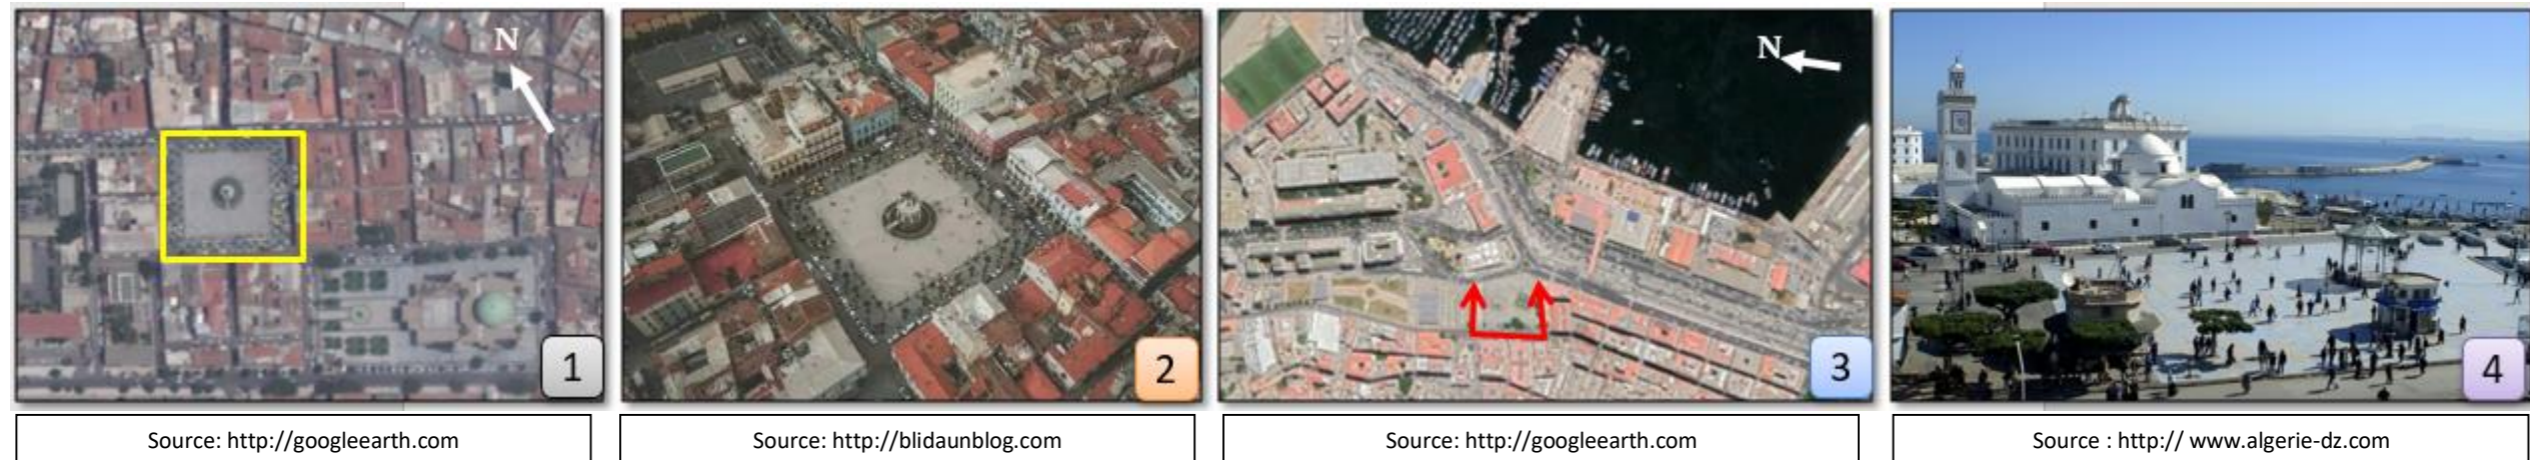 N
1
2
N
3
4
Source: http://googleearth.com
Source: http://blidaunblog.com
Source: http://googleearth.com
Source : http:// www.algerie-dz.com